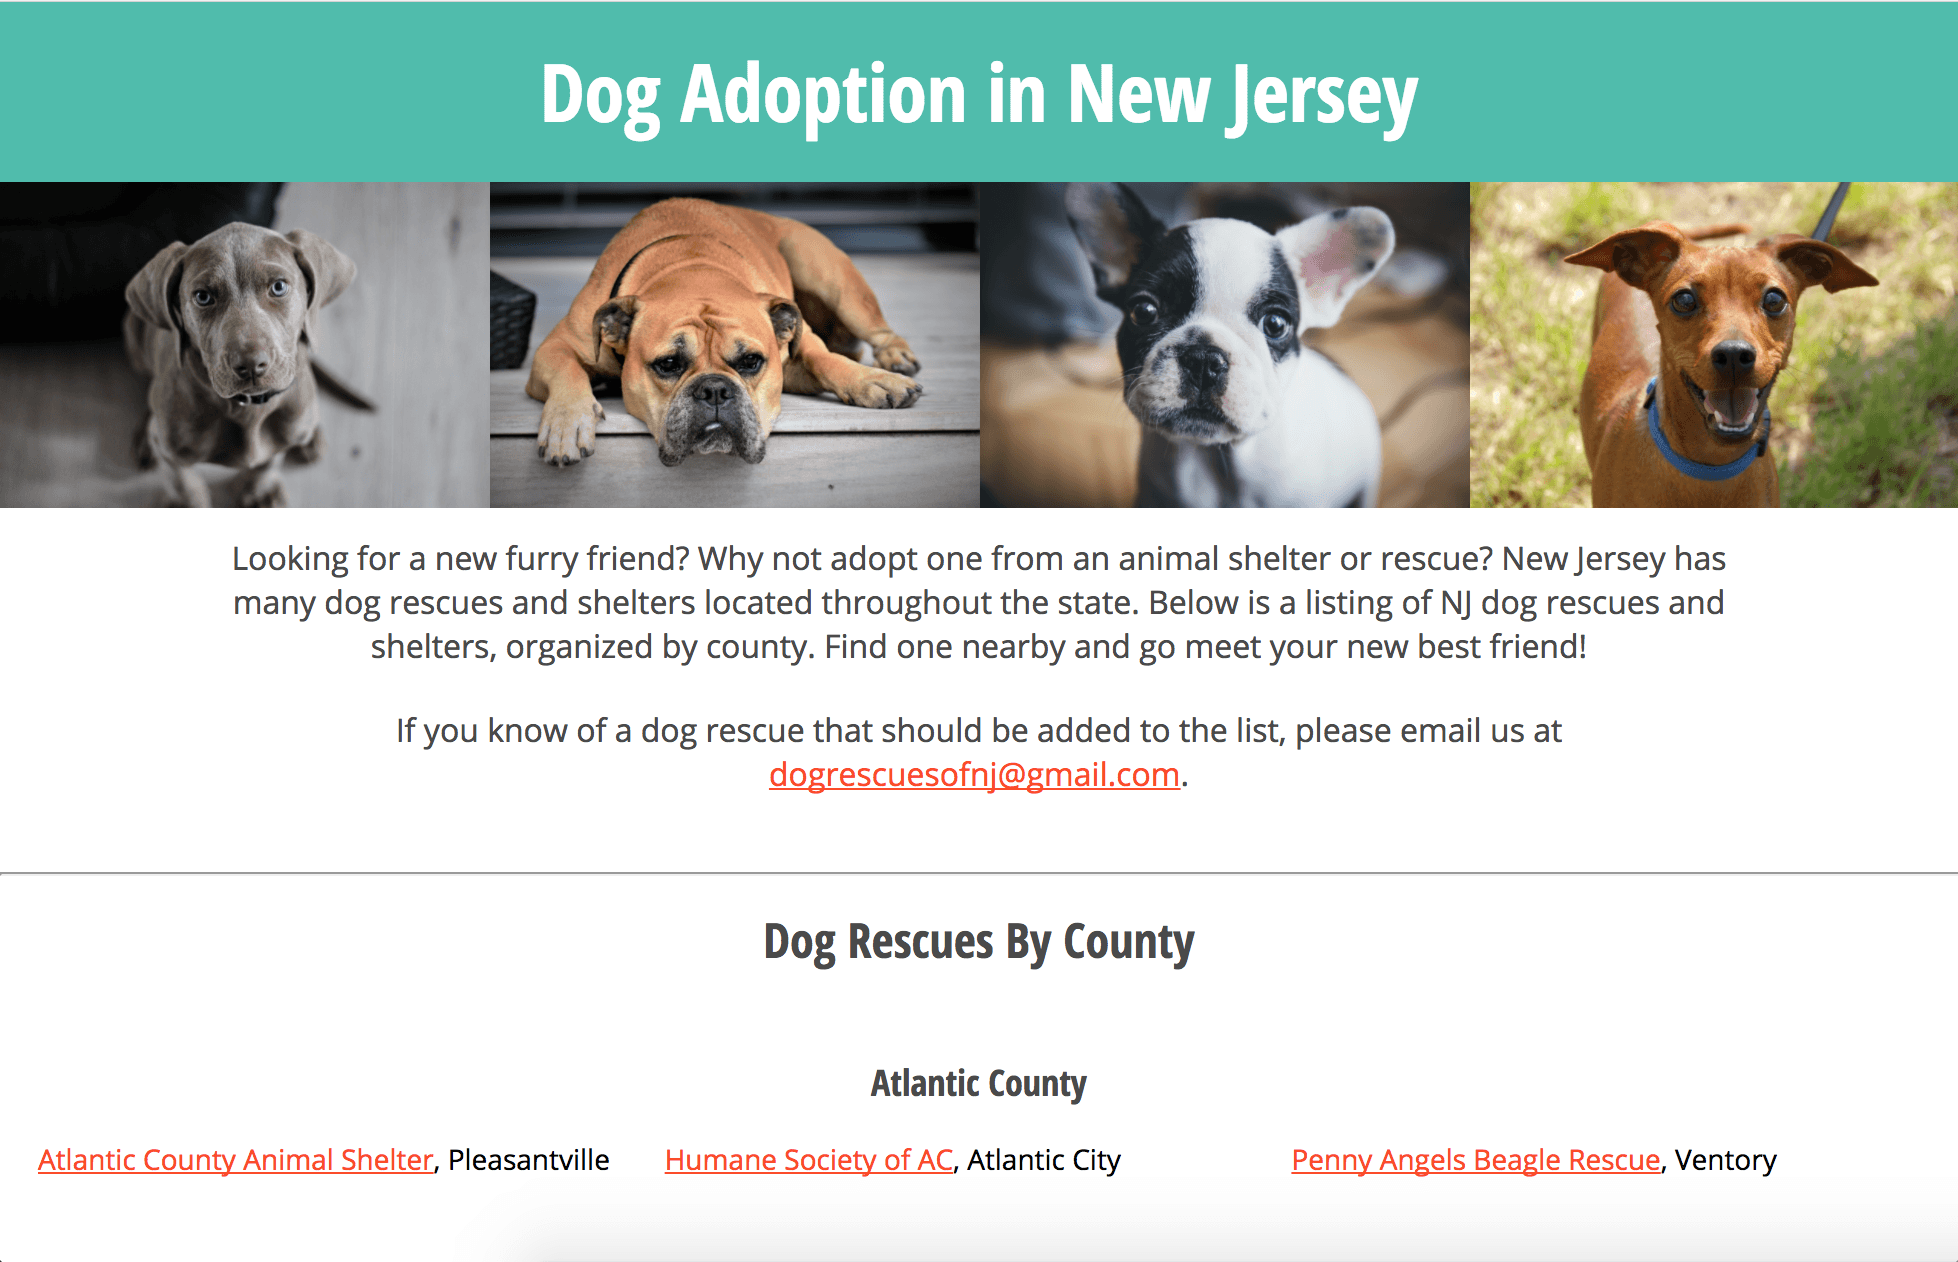 Dog Adoption in New Jersey
Looking for a new furry friend? Why not adopt one from an animal shelter or rescue? New Jersey has
many dog rescues and shelters located throughout the state. Below is a listing of NJ dog rescues and
shelters, organized by county. Find one nearby and go meet your new best friend!
If you know of a dog rescue that should be added to the list, please email us at
dogrescuesofnj@gmail.com.
Dog Rescues By County
Atlantic County
Atlantic County Animal Shelter, Pleasantville
Humane Society of AC, Atlantic City
Penny Angels Beagle Rescue, Ventory